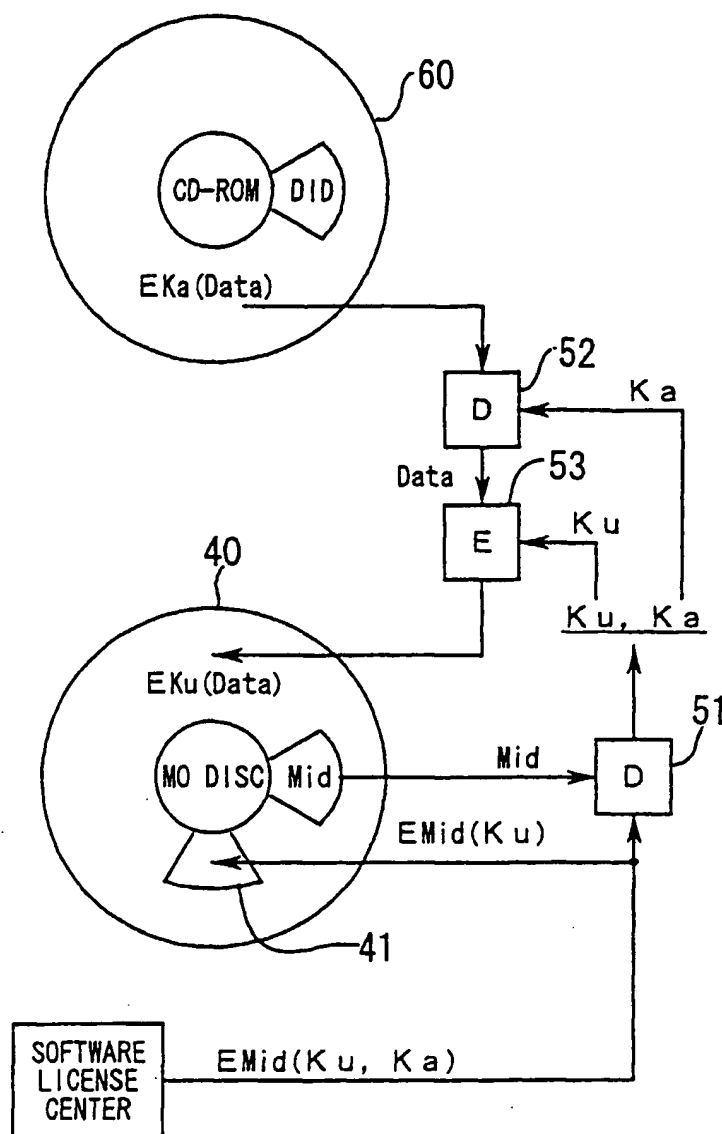 60
CD-ROM
DID
EKa(Data)
52
Ka
D
Data
53
Ku
E
40
Ku, Ka
EKu(Data)
51
MO DISC
Mid
Mid
D
EMid(Ku)
41
SOFTWARE
LICENSE
CENTER
EMid(Ku, Ka)